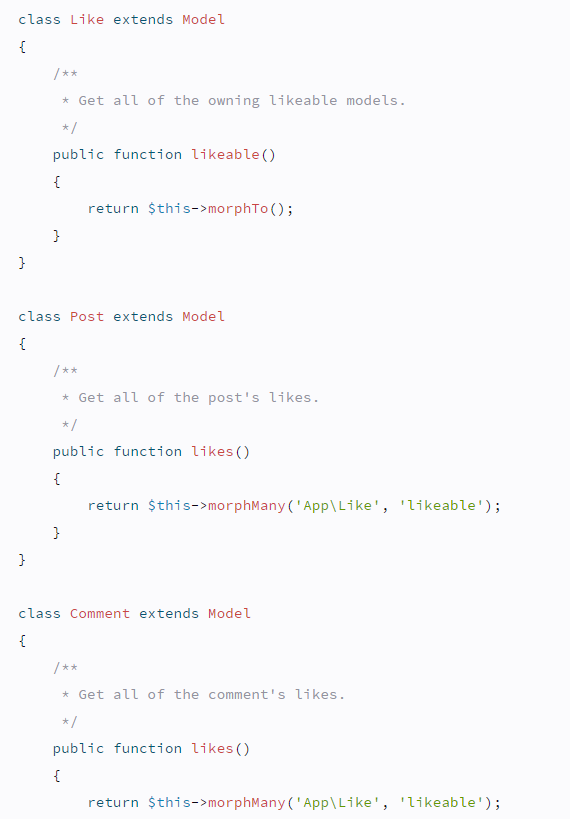 class Like extends Model
{
    /**
     * Get all of the owning likeable models.
     */
    public function likeable()
    {
        return $this->morphTo();
    }
}

class Post extends Model
{
    /**
     * Get all of the post's likes.
     */
    public function likes()
    {
        return $this->morphMany('App\Like', 'likeable');
    }
}

class Comment extends Model
{
    /**
     * Get all of the comment's likes.
     */
    public function likes()
    {
        return $this->morphMany('App\Like', 'likeable');